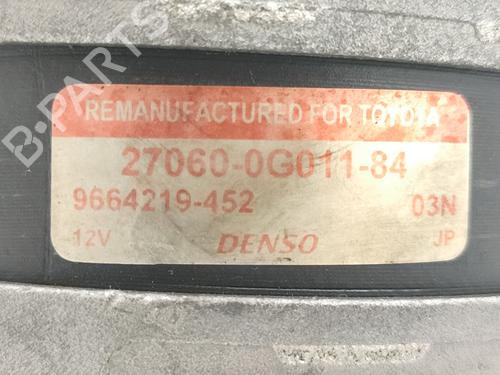 B-PARTS
REMANUFACTURED FOR TOYOTA
27060-0G011-84
9664219-452 03N
12V DENSO JP